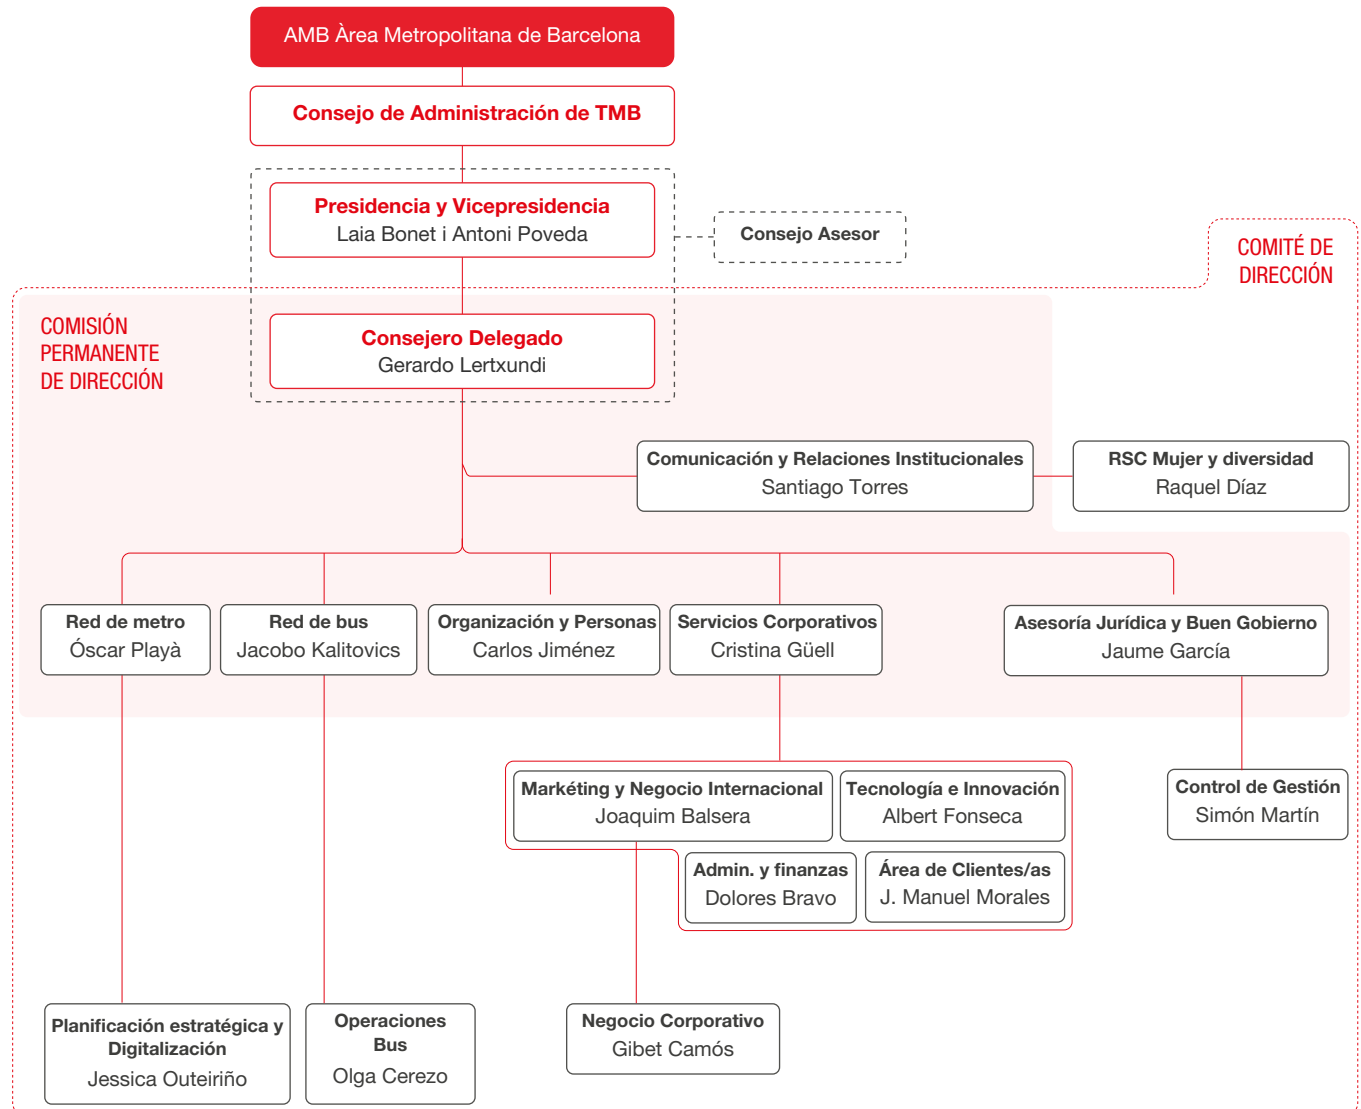 AMB Àrea Metropolitana de Barcelona
Consejo de Administración de TMB
Presidencia y Vicepresidencia
Laia Bonet i Antoni Poveda
Consejo Asesor
COMITÉ DE
DIRECCIÓN
COMISIÓN
PERMANENTE
DE DIRECCIÓN
Consejero Delegado
Gerardo Lertxundi
Comunicación y Relaciones Institucionales
Santiago Torres
RSC Mujer y diversidad
Raquel Díaz
Red de metro
Óscar Playà
Red de bus
Jacobo Kalitovics
Organización y Personas
Carlos Jiménez
Servicios Corporativos
Cristina Güell
Asesoría Jurídica y Buen Gobierno
Jaume García
Markéting y Negocio Internacional
Joaquim Balsera
Tecnología e Innovación
Albert Fonseca
Control de Gestión
Simón Martín
Admin. y finanzas
Dolores Bravo
Área de Clientes/as
J. Manuel Morales
Planificación estratégica y
Digitalización
Jessica Outeiriño
Operaciones
Bus
Olga Cerezo
Negocio Corporativo
Gibet Camós